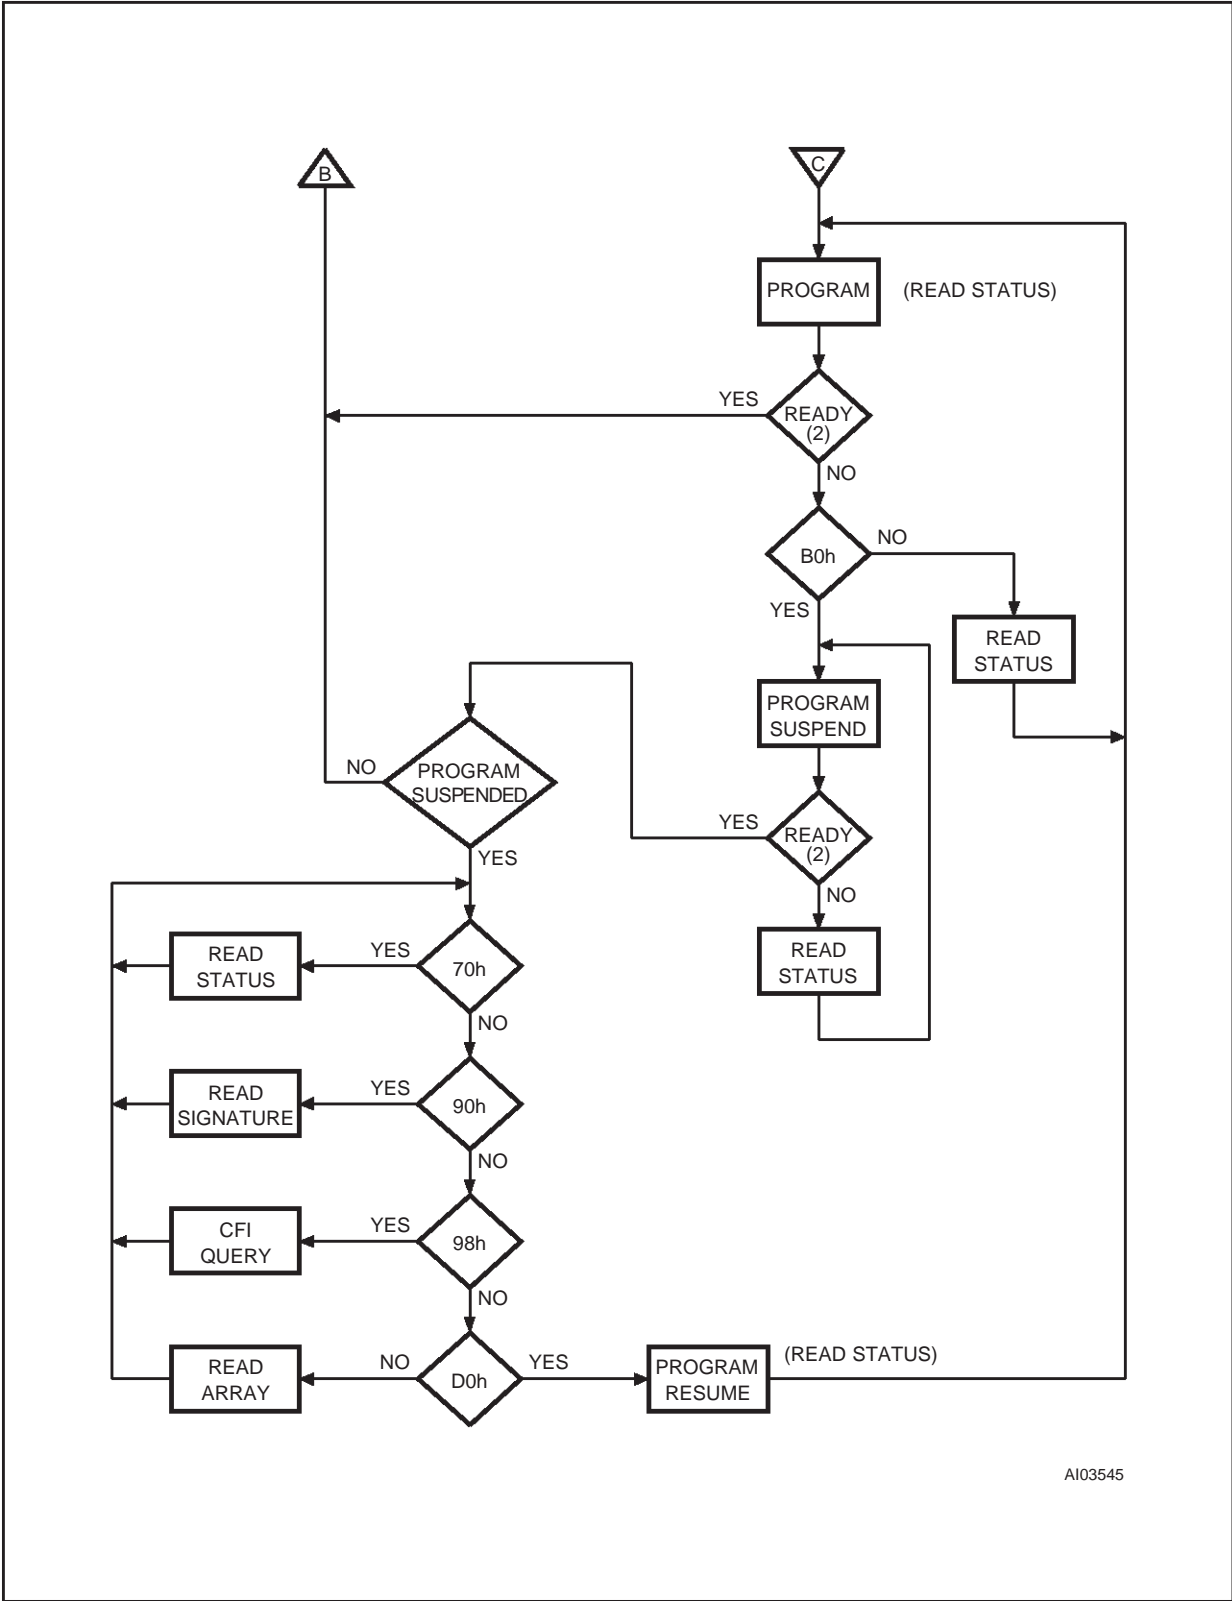 B
C
PROGRAM
(READ STATUS)
YES
READY
(2)
NO
B0h
NO
YES
READ
STATUS
PROGRAM
SUSPEND
NO
PROGRAM
SUSPENDED
YES
READY
(2)
YES
NO
READ
STATUS
YES
70h
READ
STATUS
NO
READ
SIGNATURE
YES
90h
NO
CFI
QUERY
YES
98h
NO
READ
ARRAY
NO
D0h
YES
PROGRAM
RESUME
(READ STATUS)
AI03545